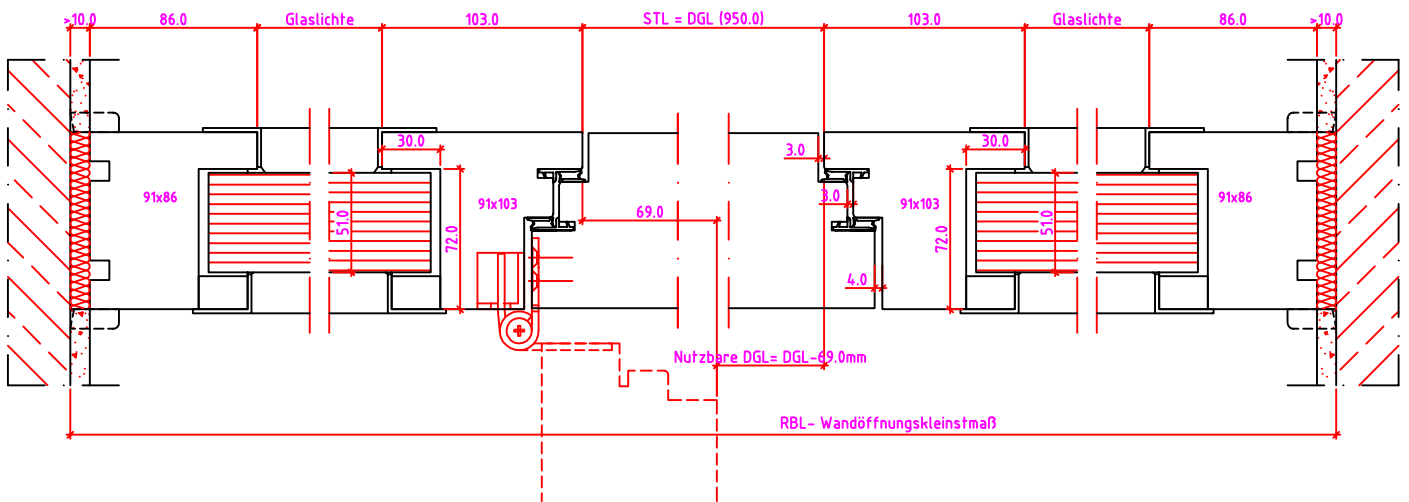 >10.0 86.0 Glaslichte 103.0 STL = DGL (950.0) 103.0 Glaslichte 86.0 >10.0
30.0 3.0 30.0
91x86 51.0 72.0 91x103 69.0 3.0 91x103 72.0 51.0 91x86
4.0
Nutzbare DGL= DGL-69.0mm
RBL- Wandöffnungskleinstmaß